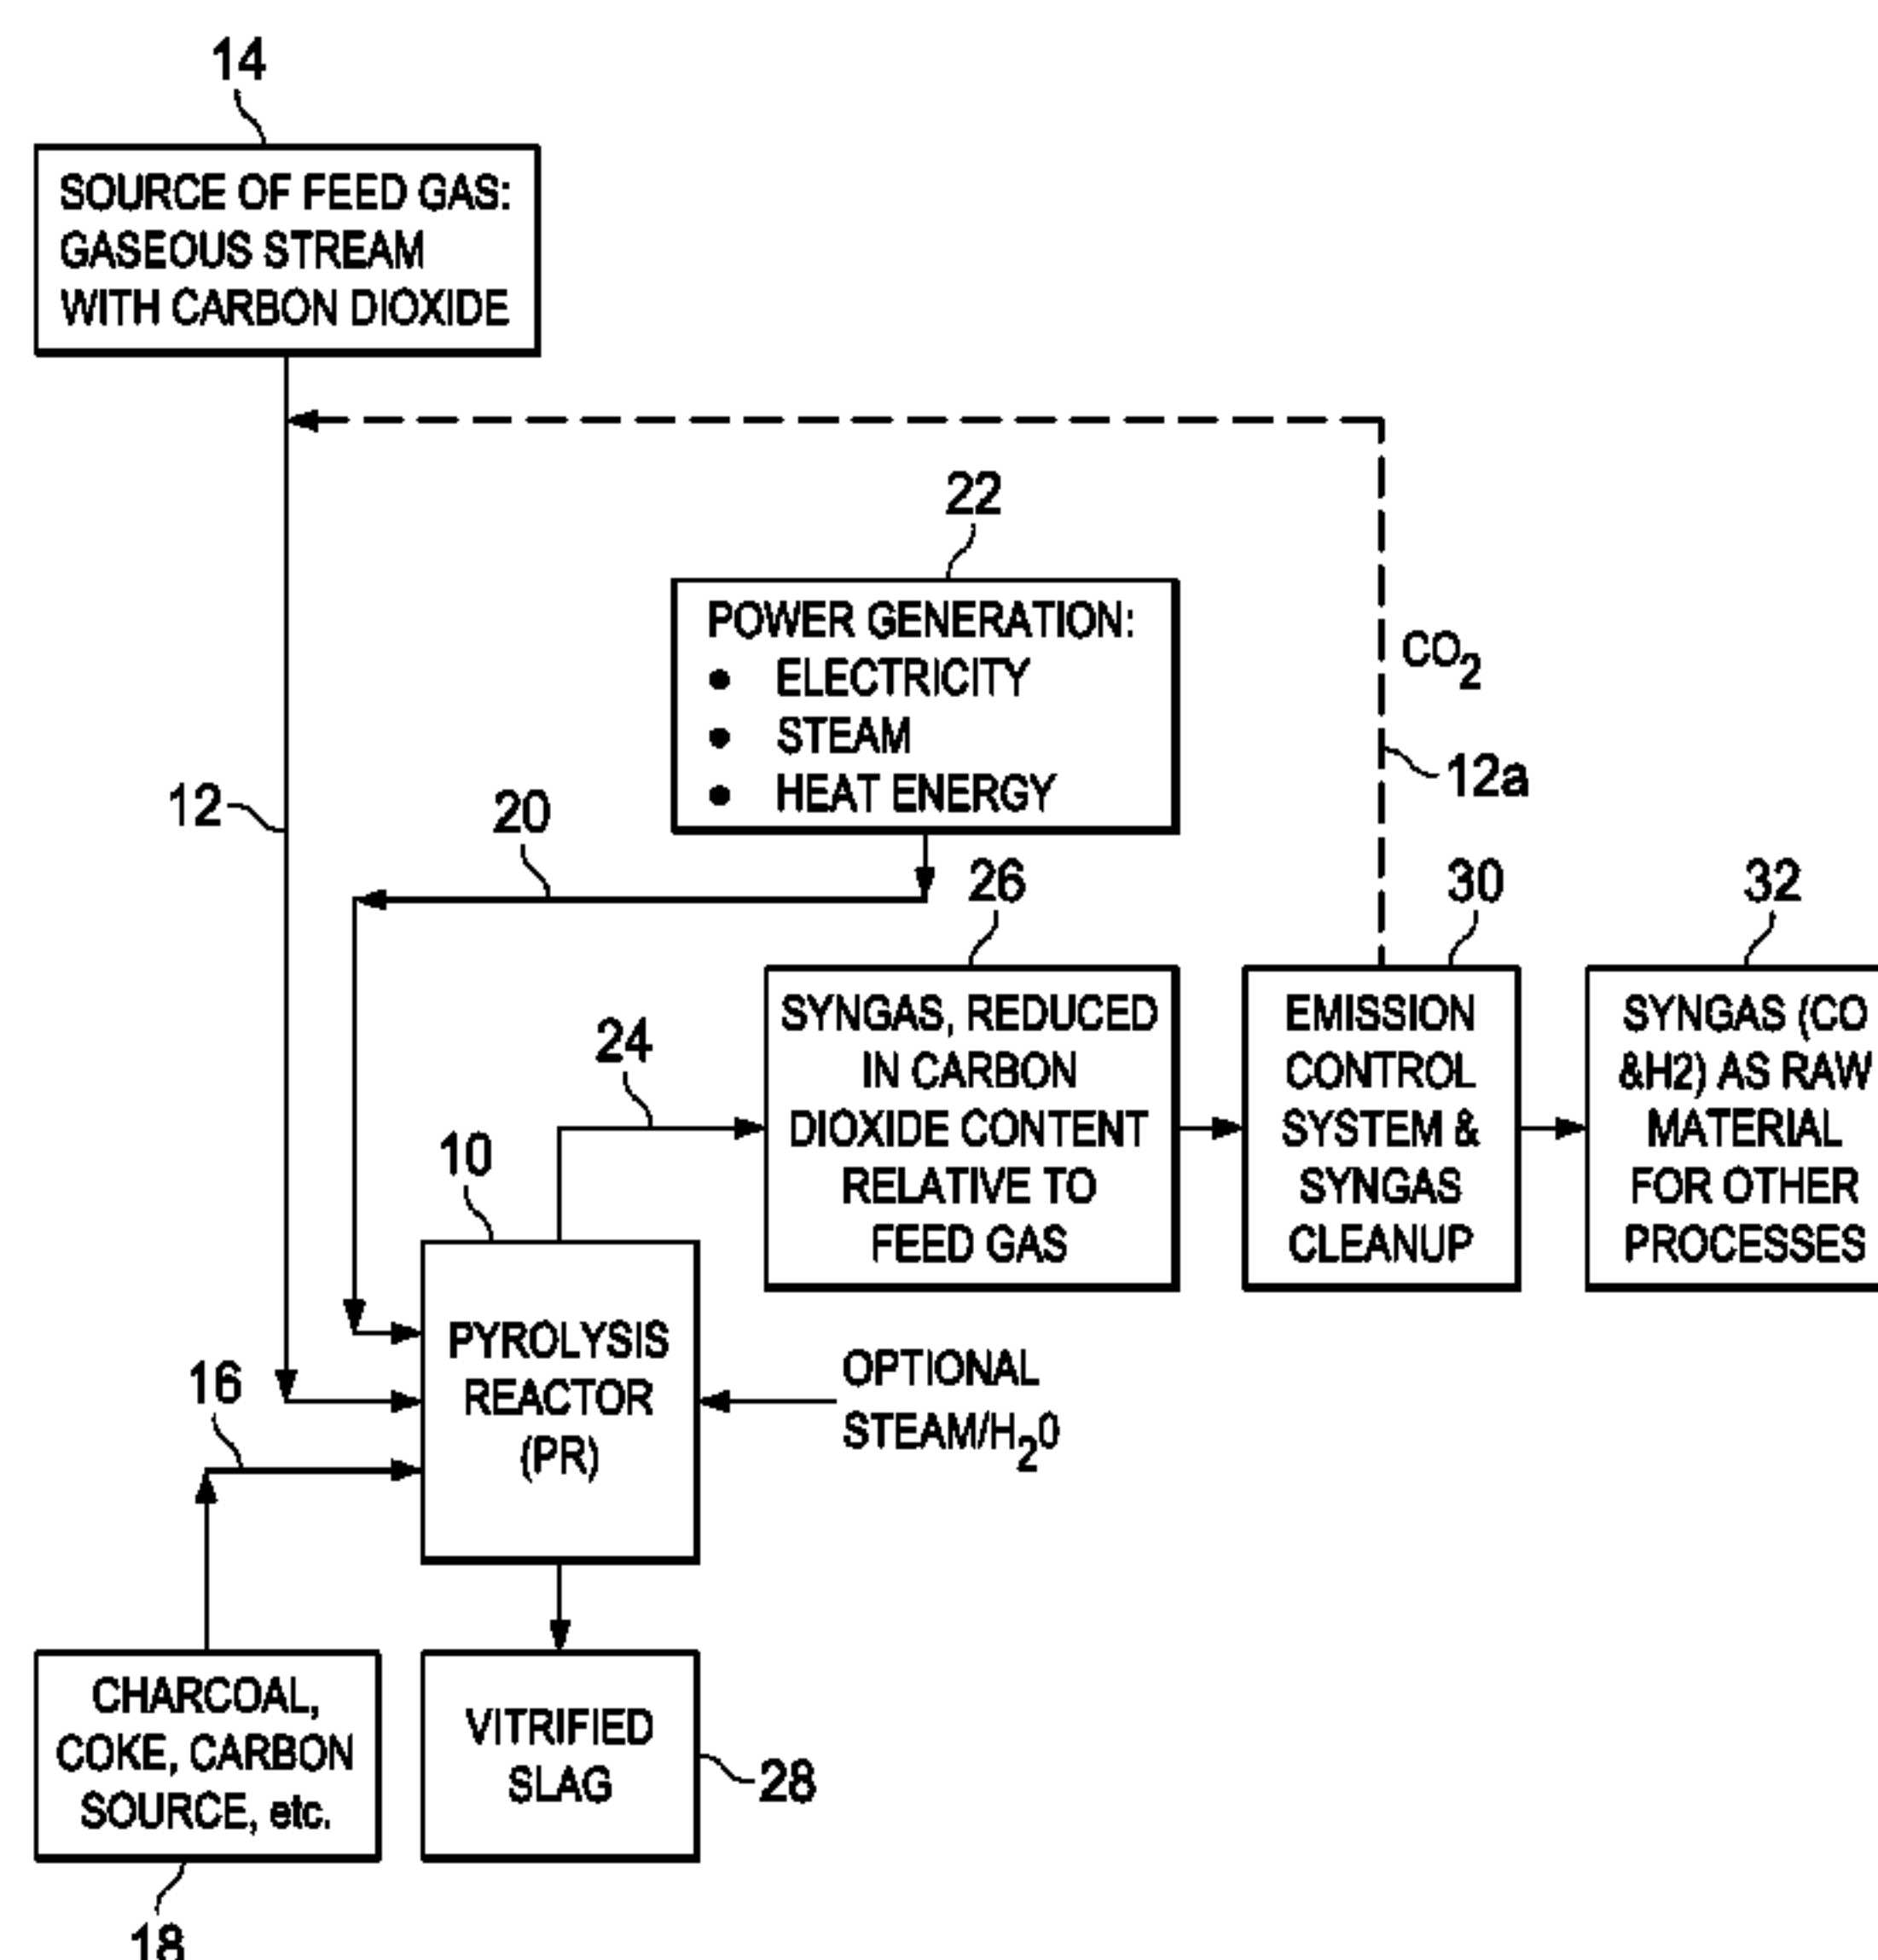 14
SOURCE OF FEED GAS:
GASEOUS STREAM
WITH CARBON DIOXIDE
22
POWER GENERATION:
● ELECTRICITY
● STEAM
● HEAT ENERGY
CO2
12a
12
20
26
30
32
SYNGAS, REDUCED
IN CARBON
DIOXIDE CONTENT
RELATIVE TO
FEED GAS
EMISSION
CONTROL
SYSTEM &
SYNGAS
CLEANUP
SYNGAS (CO
&H2) AS RAW
MATERIAL
FOR OTHER
PROCESSES
24
10
PYROLYSIS
REACTOR
(PR)
OPTIONAL
STEAM/H20
16
CHARCOAL,
COKE, CARBON
SOURCE, etc.
VITRIFIED
SLAG
28
18